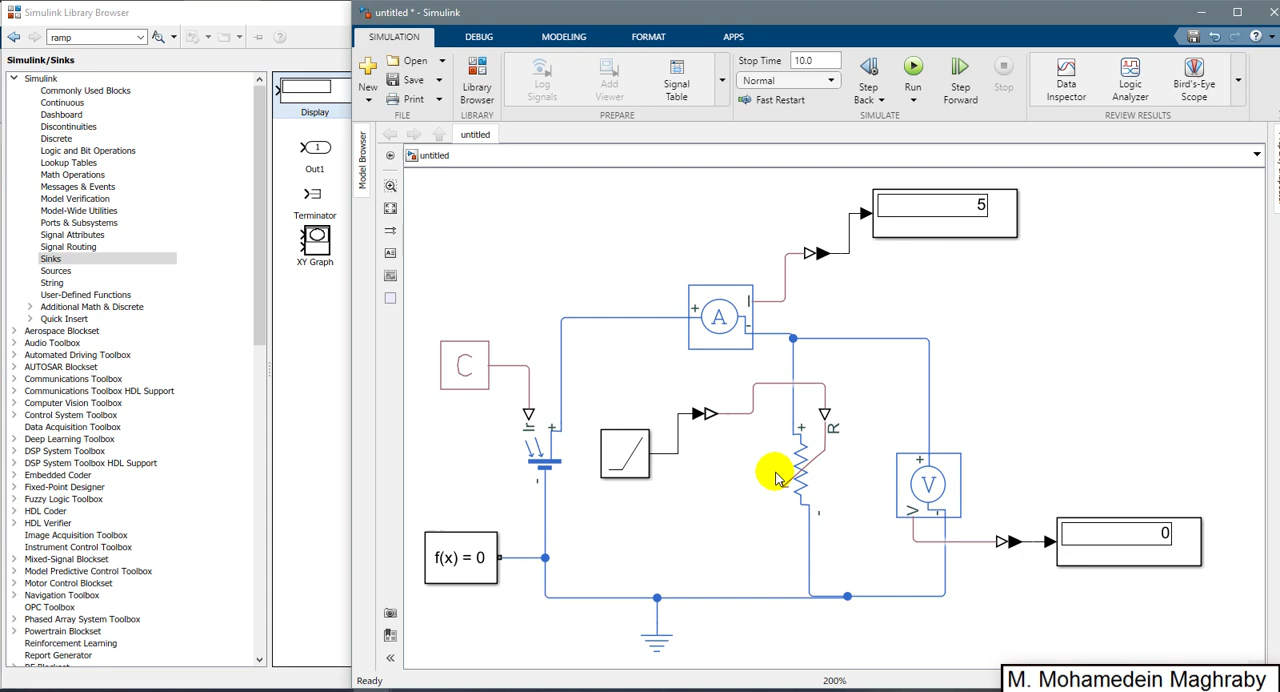 Simulink Library Browser
ramp
Simulink/Sinks
Simulink
Commonly Used Blocks
Continuous
Dashboard
Discontinuities
Discrete
Logic and Bit Operations
Lookup Tables
Math Operations
Messages & Events
Model Verification
Model-Wide Utilities
Ports & Subsystems
Signal Attributes
Signal Routing
Sinks
Sources
String
User-Defined Functions
Additional Math & Discrete
Quick Insert
Aerospace Blockset
Audio Toolbox
Automated Driving Toolbox
AUTOSAR Blockset
Communications Toolbox
Communications Toolbox HDL Support
Computer Vision Toolbox
Control System Toolbox
Data Acquisition Toolbox
Deep Learning Toolbox
DSP System Toolbox
DSP System Toolbox HDL Support
Embedded Coder
Fixed-Point Designer
Fuzzy Logic Toolbox
HDL Coder
HDL Verifier
Image Acquisition Toolbox
Instrument Control Toolbox
Mixed-Signal Blockset
Model Predictive Control Toolbox
Motor Control Blockset
Navigation Toolbox
OPC Toolbox
Phased Array System Toolbox
Powertrain Blockset
Reinforcement Learning
Report Generator
Display
1
Out1
Terminator
XY Graph
untitled * - Simulink
SIMULATION DEBUG MODELING FORMAT APPS
New
Open
Save
Print
FILE
Library Browser
LIBRARY
Log Signals
Add Viewer
Signal Table
PREPARE
Stop Time 10.0
Normal
Fast Restart
Step Back
Run
Step Forward
Stop
SIMULATE
Data Inspector
Logic Analyzer
Bird's-Eye Scope
REVIEW RESULTS
Model Browser
untitled
untitled
5
A
+
I
-
C
Ir
+
-
R
+
-
+
V
V
-
0
f(x) = 0
Ready
200%
M. Mohamedein Maghraby